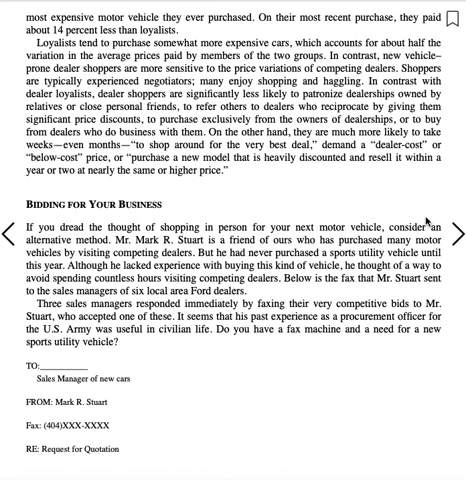 most expensive motor vehicle they ever purchased. On their most recent purchase, they paid
about 14 percent less than loyalists.
Loyalists tend to purchase somewhat more expensive cars, which accounts for about half the
variation in the average prices paid by members of the two groups. In contrast, new vehicle–
prone dealer shoppers are more sensitive to the price variations of competing dealers. Shoppers
are typically experienced negotiators; many enjoy shopping and haggling. In contrast with
dealer loyalists, dealer shoppers are significantly less likely to patronize dealerships owned by
relatives or close personal friends, to refer others to dealers who reciprocate by giving them
significant price discounts, to purchase exclusively from the owners of dealerships, or to buy
from dealers who do business with them. On the other hand, they are much more likely to take
weeks—even months—“to shop around for the very best deal,” demand a “dealer-cost” or
“below-cost” price, or “purchase a new model that is heavily discounted and resell it within a
year or two at nearly the same or higher price.”
BIDDING FOR YOUR BUSINESS
If you dread the thought of shopping in person for your next motor vehicle, consider an
alternative method. Mr. Mark R. Stuart is a friend of ours who has purchased many motor
vehicles by visiting competing dealers. But he had never purchased a sports utility vehicle until
this year. Although he lacked experience with buying this kind of vehicle, he thought of a way to
avoid spending countless hours visiting competing dealers. Below is the fax that Mr. Stuart sent
to the sales managers of six local area Ford dealers.
Three sales managers responded immediately by faxing their very competitive bids to Mr.
Stuart, who accepted one of these. It seems that his past experience as a procurement officer for
the U.S. Army was useful in civilian life. Do you have a fax machine and a need for a new
sports utility vehicle?
TO:__________
Sales Manager of new cars
FROM: Mark R. Stuart
Fax: (404)XXX-XXXX
RE: Request for Quotation